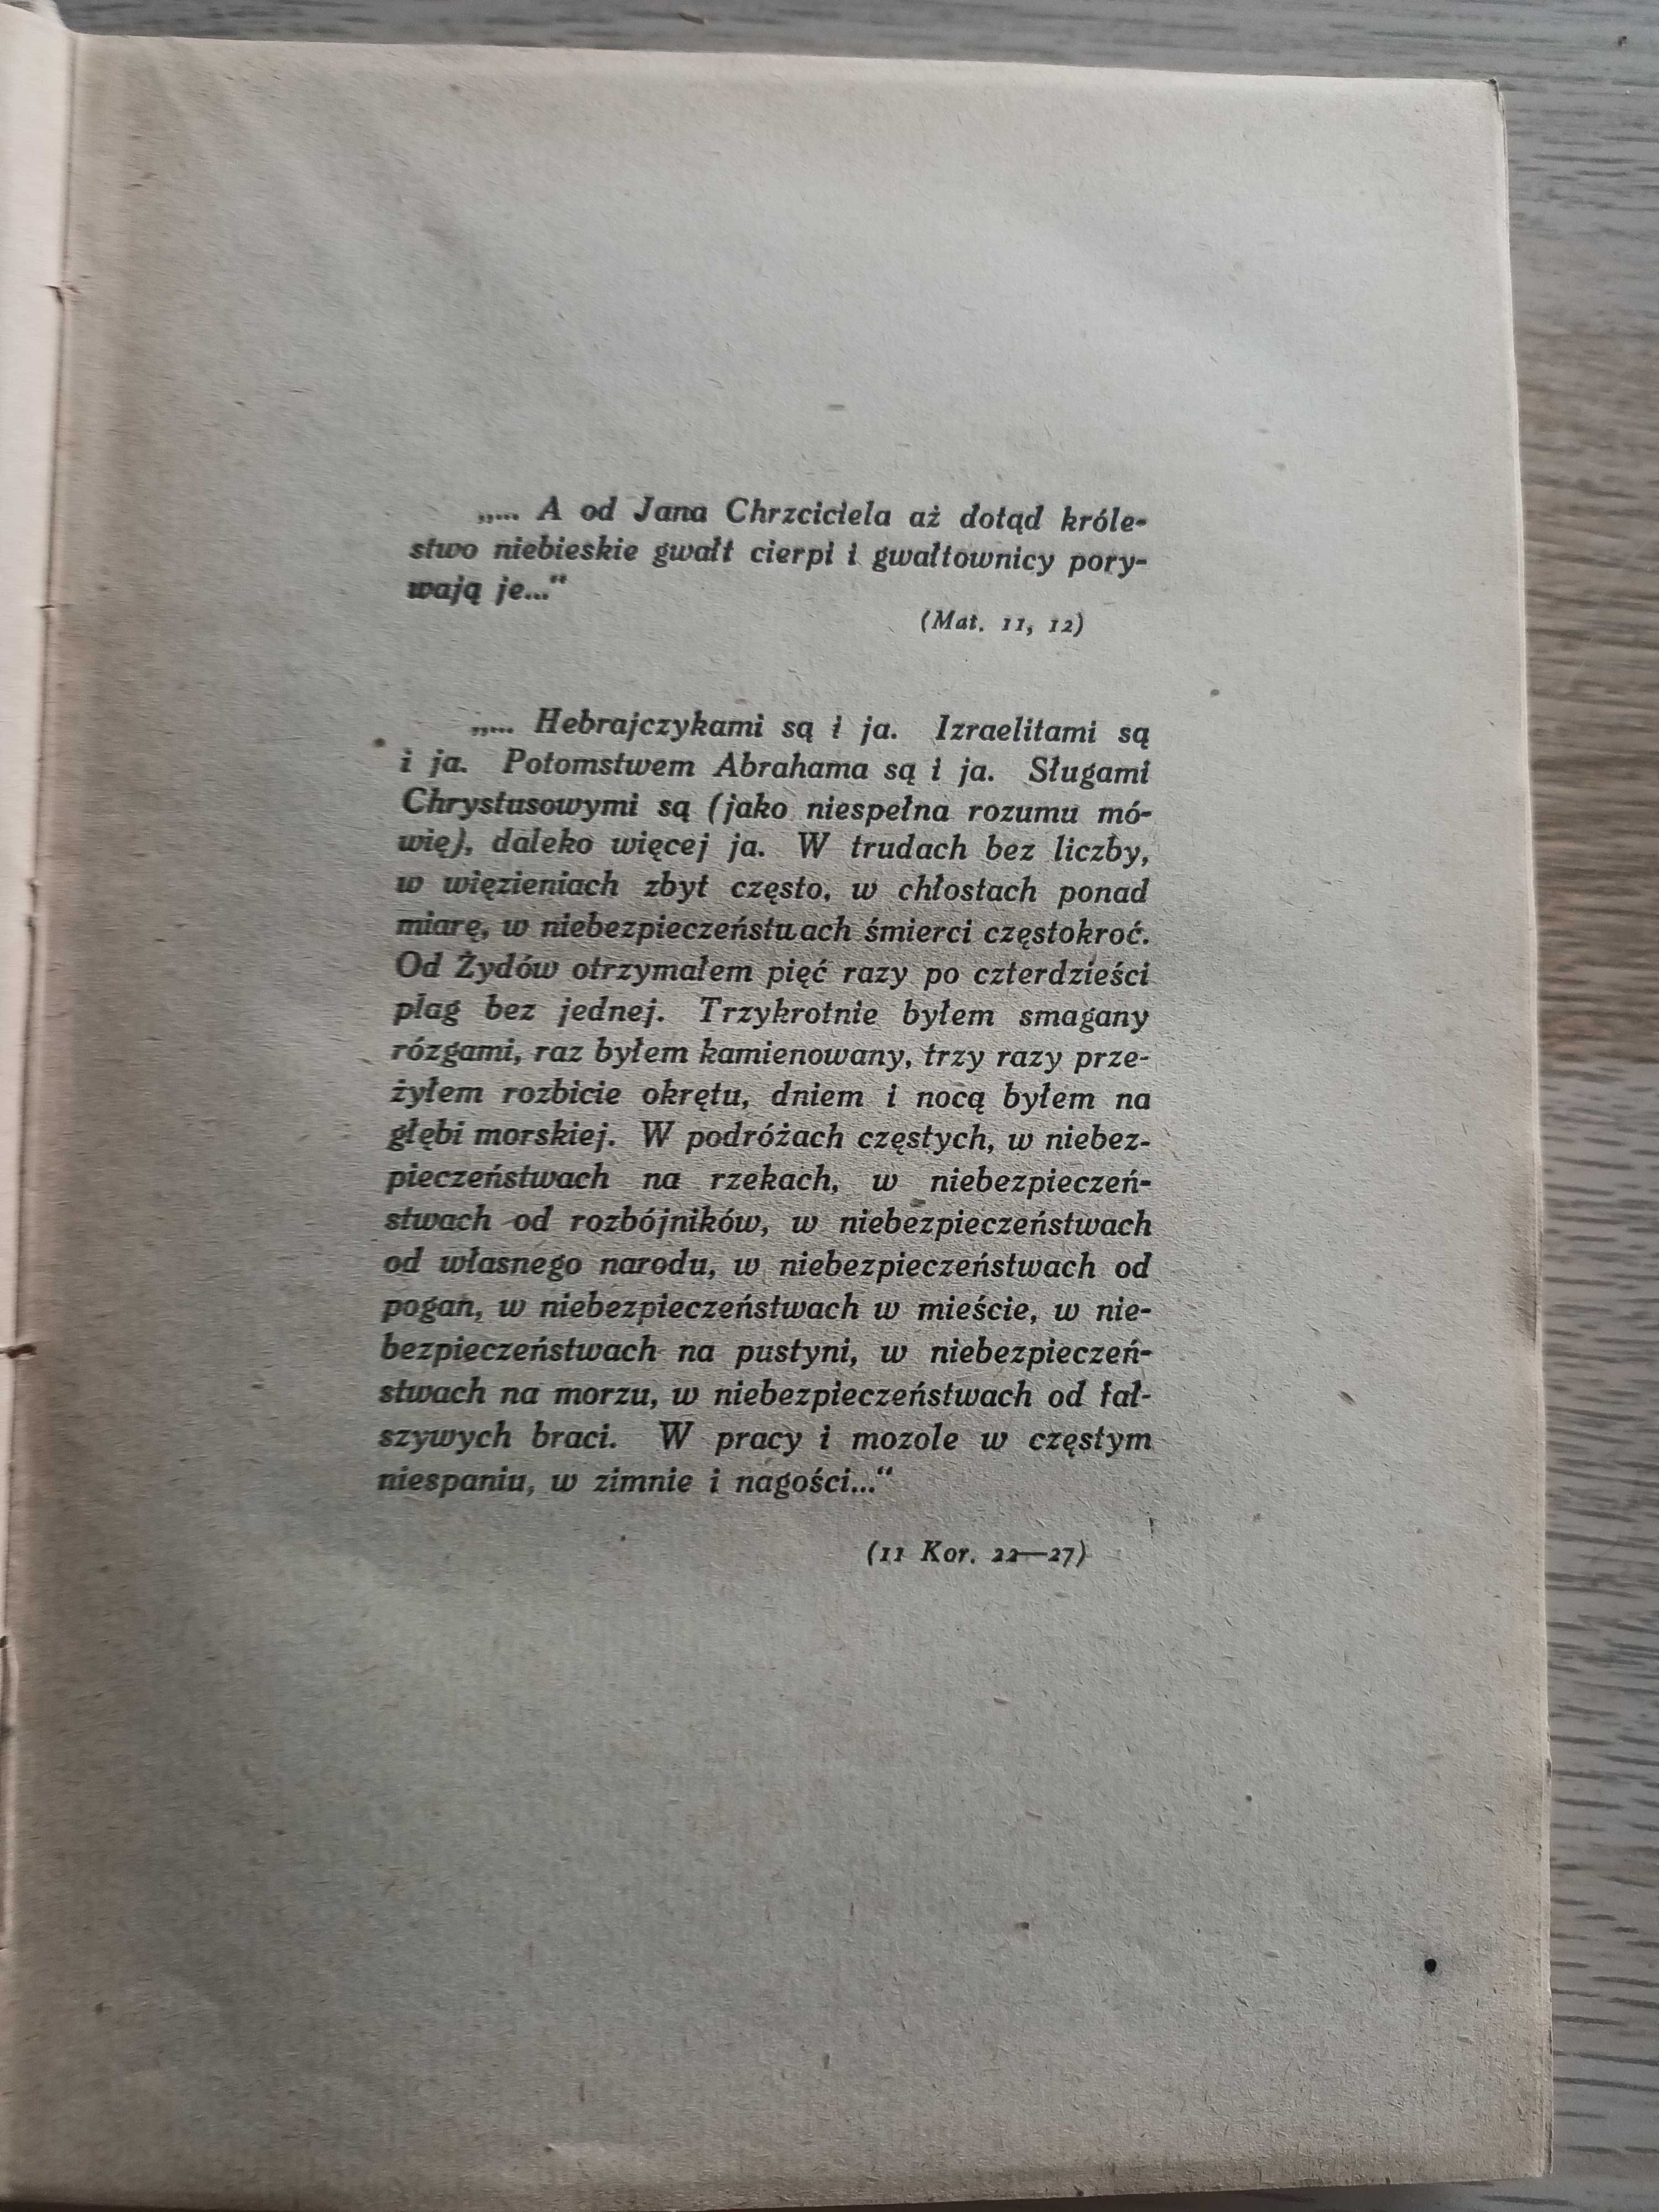 „... A od Jana Chrzciciela aż dotąd króle-
stwo niebieskie gwałt cierpi i gwałtownicy pory-
wają je...“
(Mat. 11, 12)
„... Hebrajczykami są i ja. Izraelitami są
i ja. Potomstwem Abrahama są i ja. Sługami
Chrystusowymi są (jako niespełna rozumu mó-
wię), daleko więcej ja. W trudach bez liczby,
w więzieniach zbyt często, w chłostach ponad
miarę, w niebezpieczeństwach śmierci częstokroć.
Od Żydów otrzymałem pięć razy po czterdzieści
plag bez jednej. Trzykrotnie byłem smagany
rózgami, raz byłem kamienowany, trzy razy prze-
żyłem rozbicie okrętu, dniem i nocą byłem na
głębi morskiej. W podróżach częstych, w niebez-
pieczeństwach na rzekach, w niebezpieczeń-
stwach od rozbójników, w niebezpieczeństwach
od własnego narodu, w niebezpieczeństwach od
pogan, w niebezpieczeństwach w mieście, w nie-
bezpieczeństwach na pustyni, w niebezpieczeń-
stwach na morzu, w niebezpieczeństwach od fał-
szywych braci. W pracy i mozole w częstym
niespaniu, w zimnie i nagości...“
(11 Kor. 22—27)